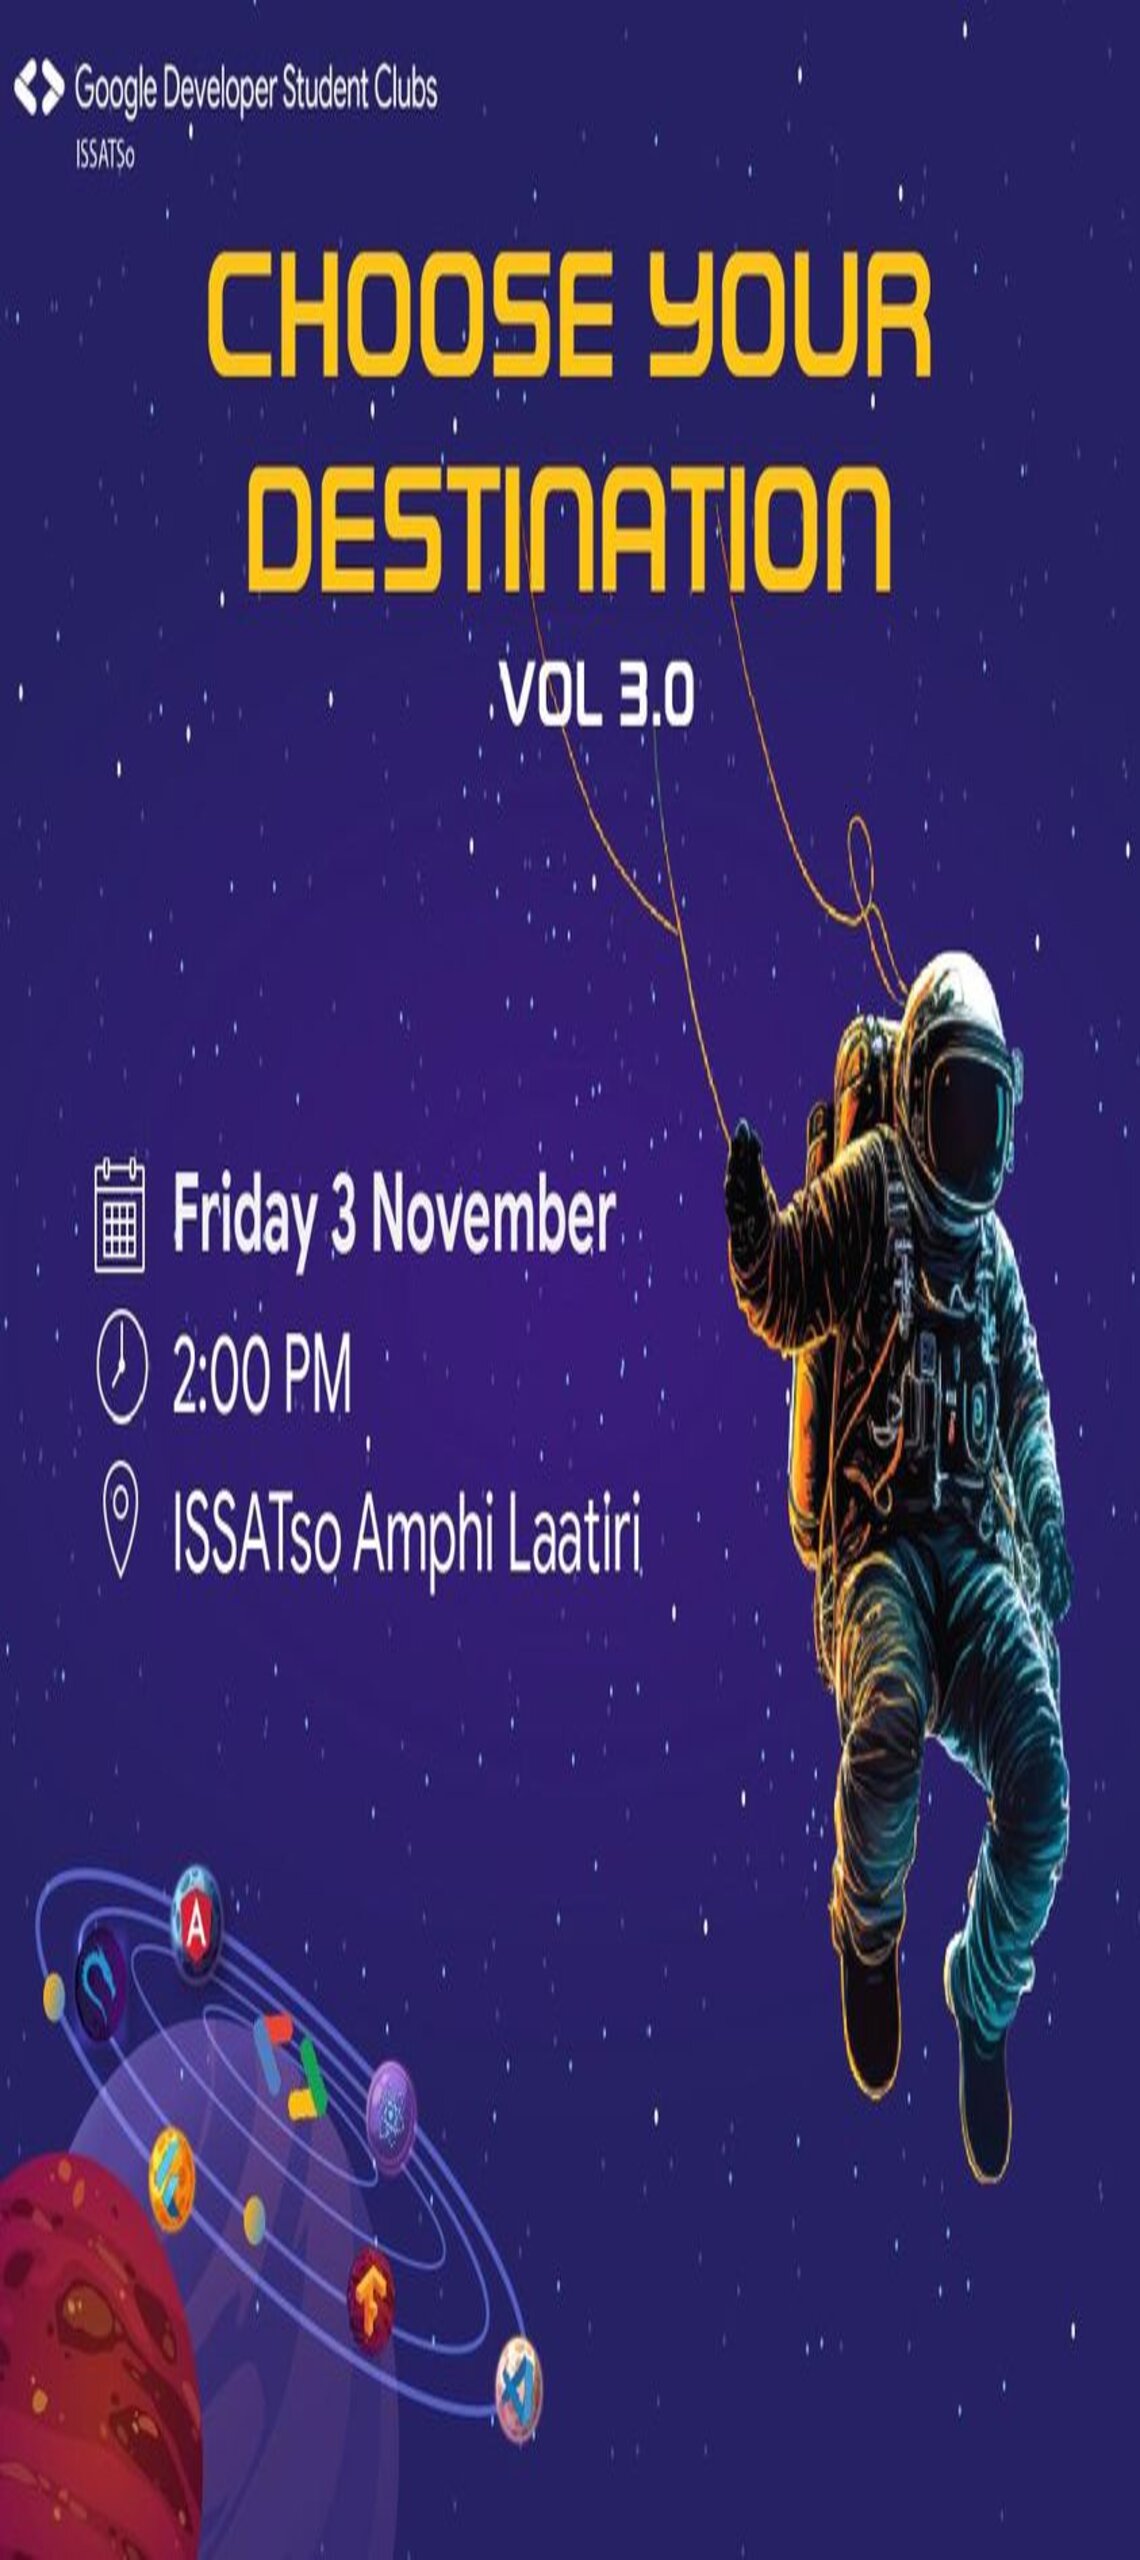 Google Developer Student Clubs
ISSATSo
CHOOSE YOUR
DESTINATION
VOL 3.0
Friday 3 November
2:00 PM
ISSATso Amphi Laatiri
A